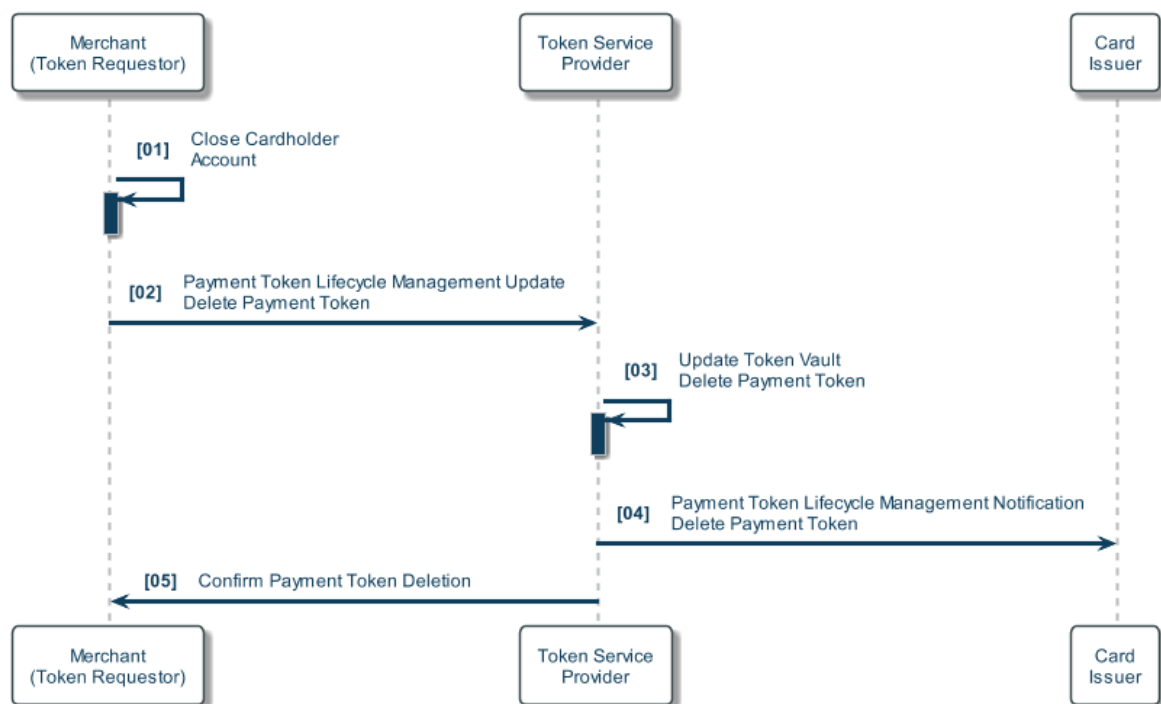 Merchant
(Token Requestor)
Token Service
Provider
Card
Issuer
[01] Close Cardholder
Account
[02] Payment Token Lifecycle Management Update
Delete Payment Token
[03] Update Token Vault
Delete Payment Token
[04] Payment Token Lifecycle Management Notification
Delete Payment Token
[05] Confirm Payment Token Deletion
Merchant
(Token Requestor)
Token Service
Provider
Card
Issuer